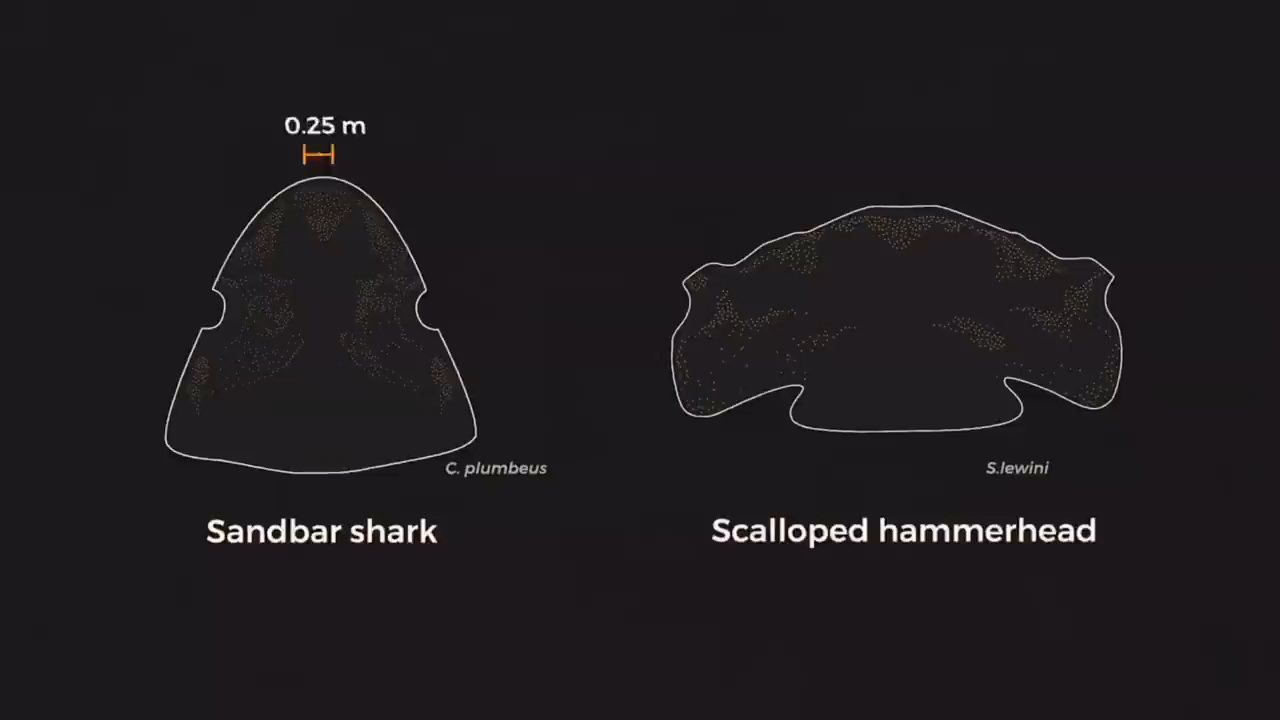 0.25 m
C. plumbeus
S.lewini
Sandbar shark
Scalloped hammerhead